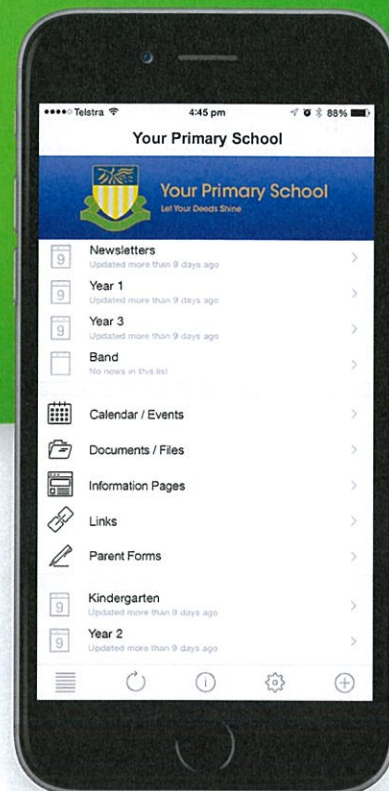 Telstra 4:45 pm 88%
Your Primary School
Your Primary School
Let Your Deeds Shine
9 Newsletters
Updated more than 9 days ago
9 Year 1
Updated more than 9 days ago
9 Year 3
Updated more than 9 days ago
Band
No news in this list
Calendar / Events
Documents / Files
Information Pages
Links
Parent Forms
9 Kindergarten
Updated more than 9 days ago
9 Year 2
Updated more than 9 days ago